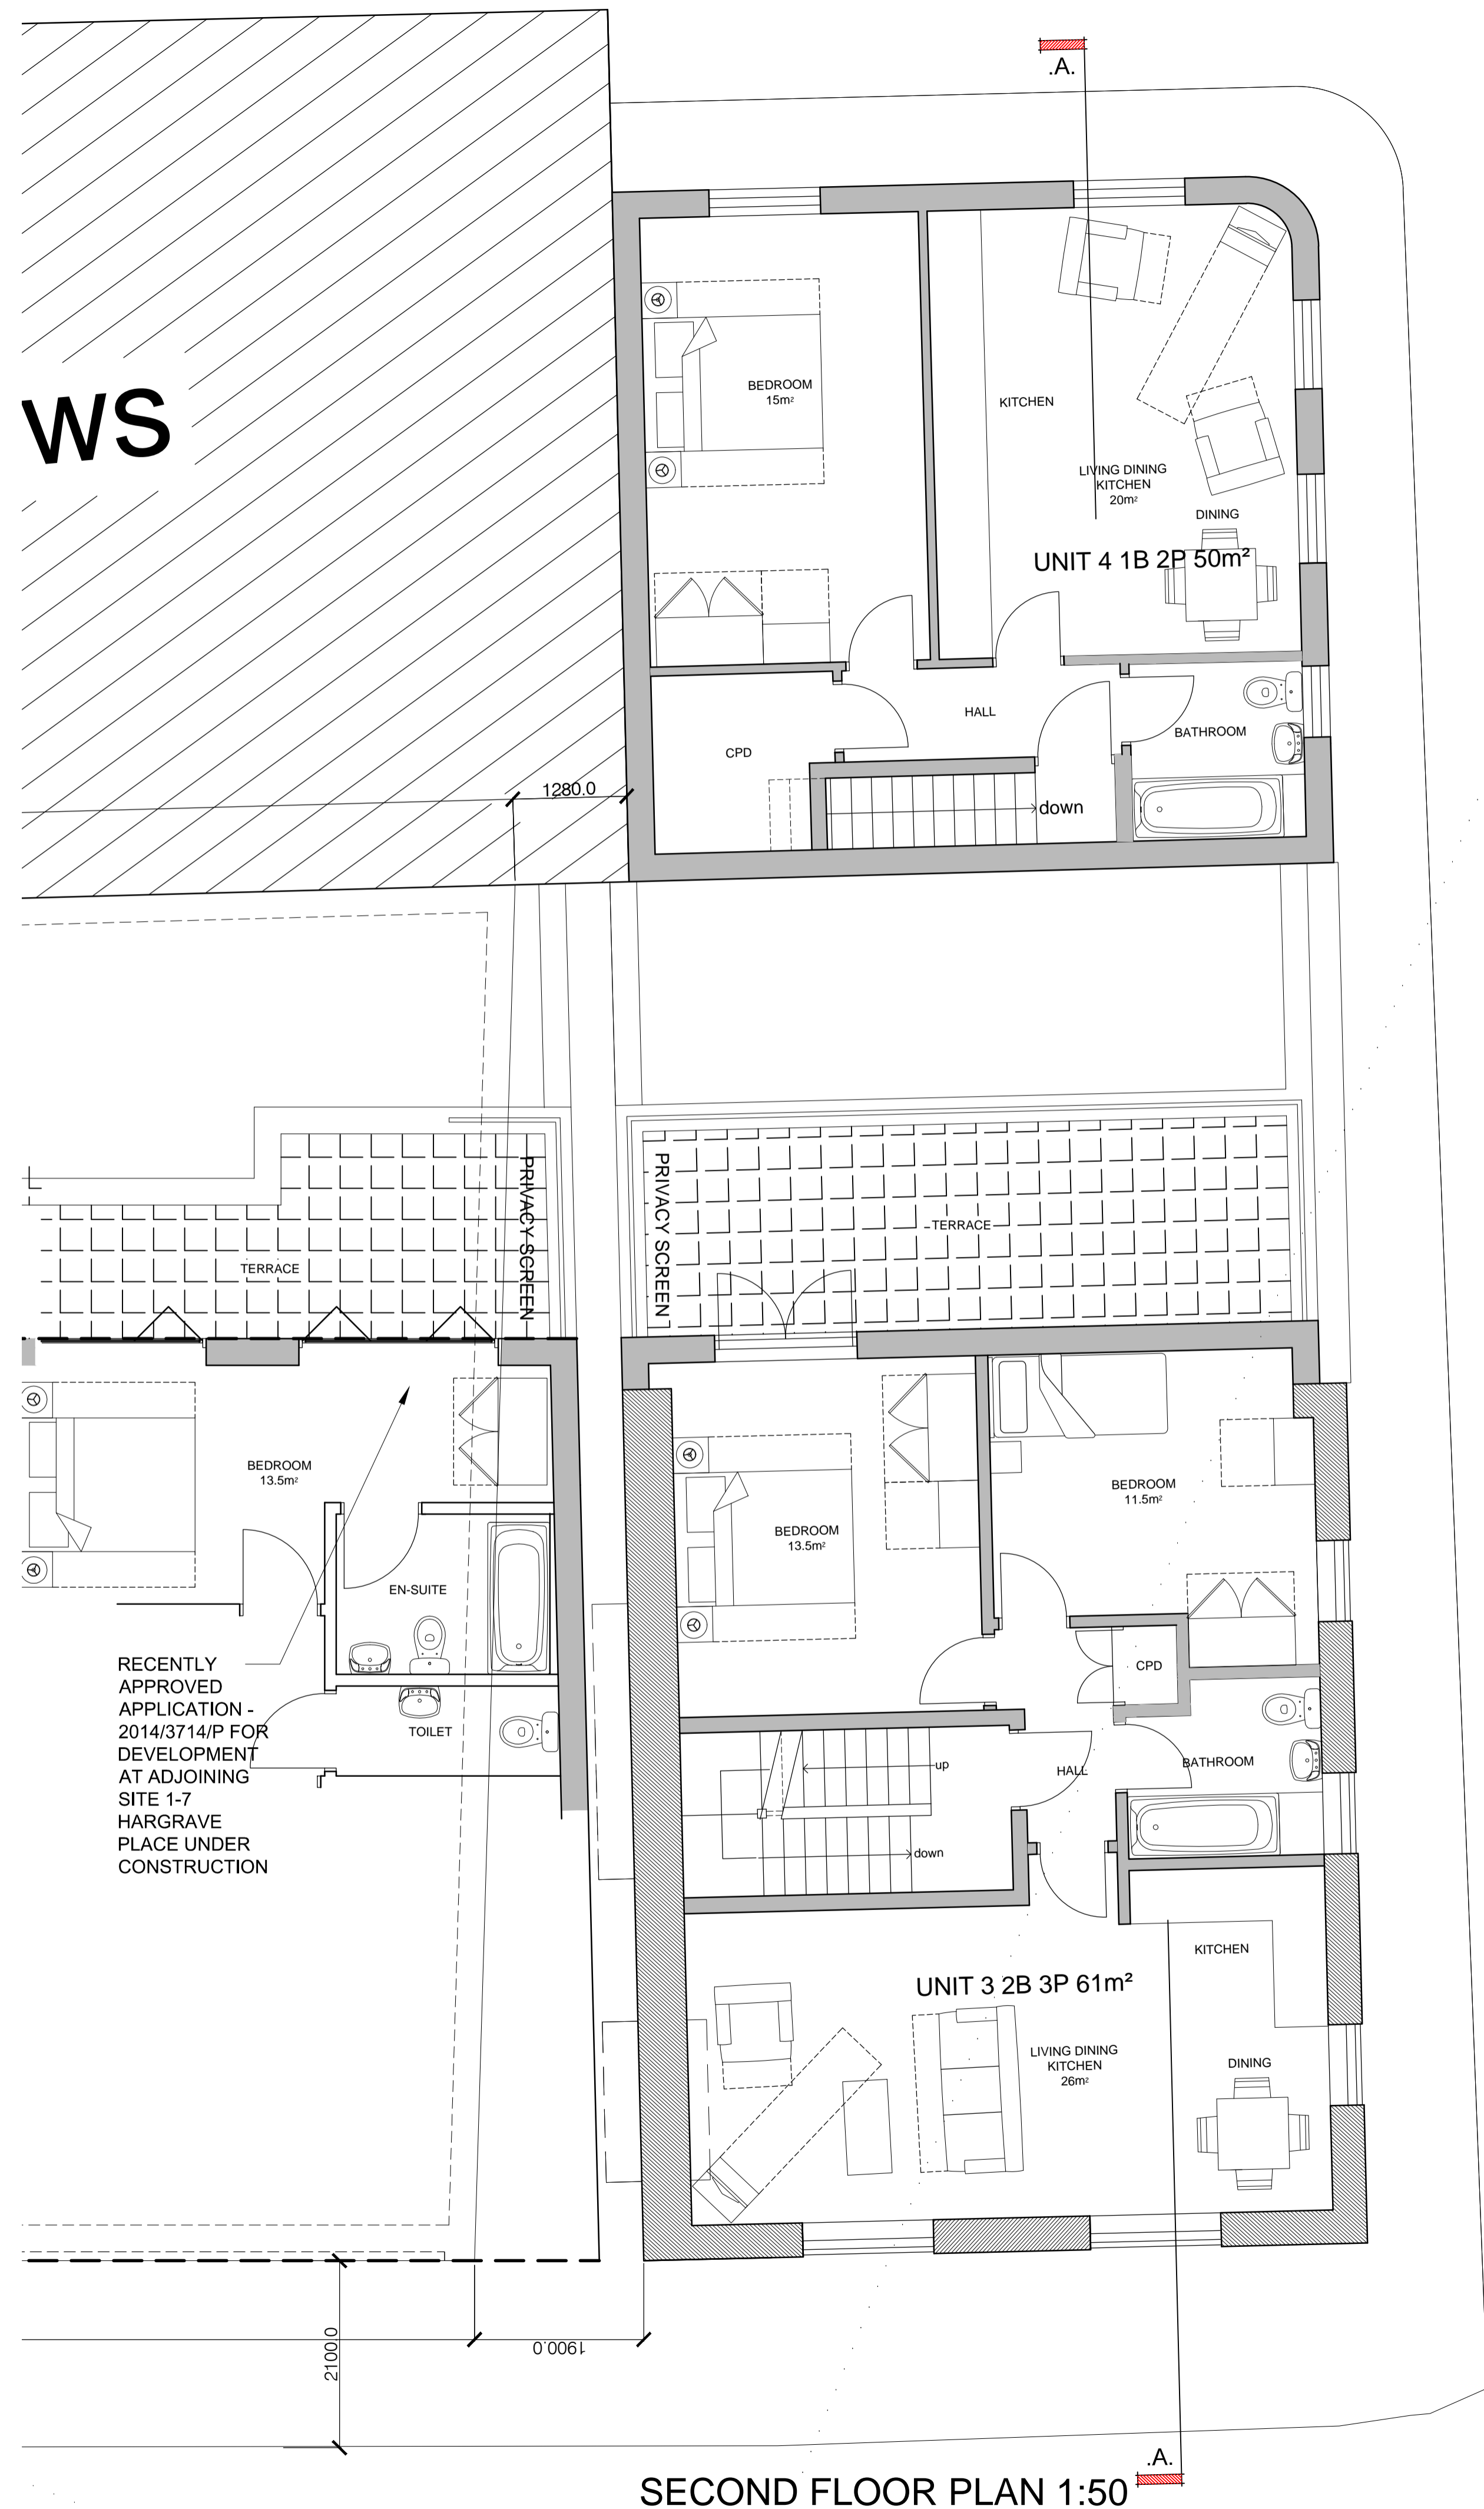 .A.
WS
BEDROOM
15m²
KITCHEN
LIVING DINING
KITCHEN
20m²
DINING
UNIT 4 1B 2P 50m²
HALL
BATHROOM
CPD
1280.0
down
PRIVACY SCREEN
PRIVACY SCREEN
TERRACE
TERRACE
BEDROOM
13.5m²
BEDROOM
11.5m²
BEDROOM
13.5m²
EN-SUITE
CPD
RECENTLY
APPROVED
APPLICATION -
2014/3714/P FOR
DEVELOPMENT
AT ADJOINING
SITE 1-7
HARGRAVE
PLACE UNDER
CONSTRUCTION
TOILET
up
HALL
BATHROOM
down
KITCHEN
UNIT 3 2B 3P 61m²
LIVING DINING
KITCHEN
26m²
DINING
2100.0
1900.0
.A.
SECOND FLOOR PLAN 1:50